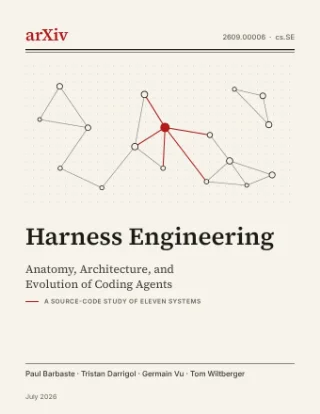 arXiv
2609.00006 · cs.SE
Harness Engineering
Anatomy, Architecture, and
Evolution of Coding Agents
A SOURCE-CODE STUDY OF ELEVEN SYSTEMS
Paul Barbaste · Tristan Darrigol · Germain Vu · Tom Wiltberger
July 2026